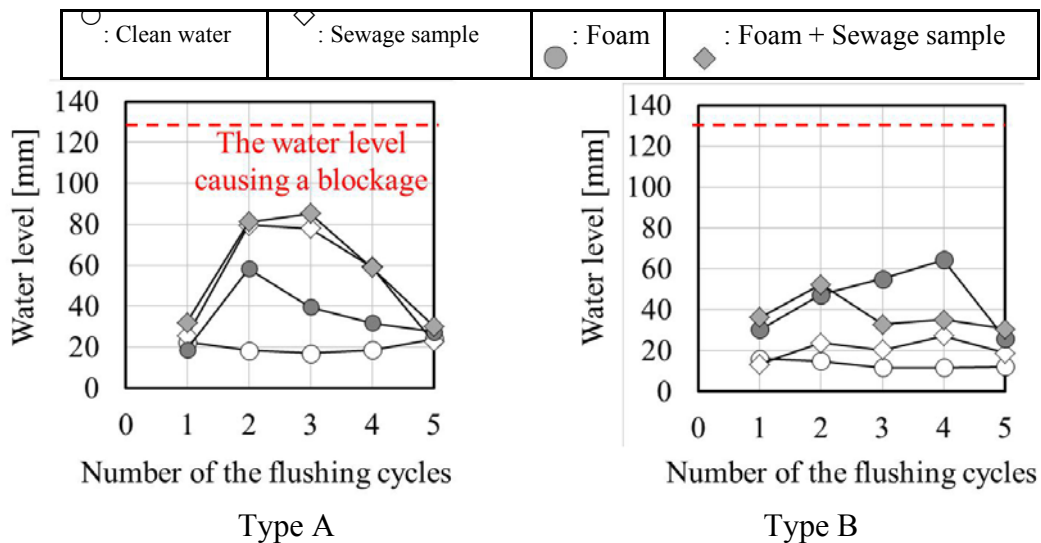 : Clean water
: Sewage sample
: Foam
: Foam + Sewage sample
140
120
100
80
60
40
20
0
Water level [mm]
The water level
causing a blockage
0 1 2 3 4 5
Number of the flushing cycles
Type A
140
120
100
80
60
40
20
0
Water level [mm]
0 1 2 3 4 5
Number of the flushing cycles
Type B